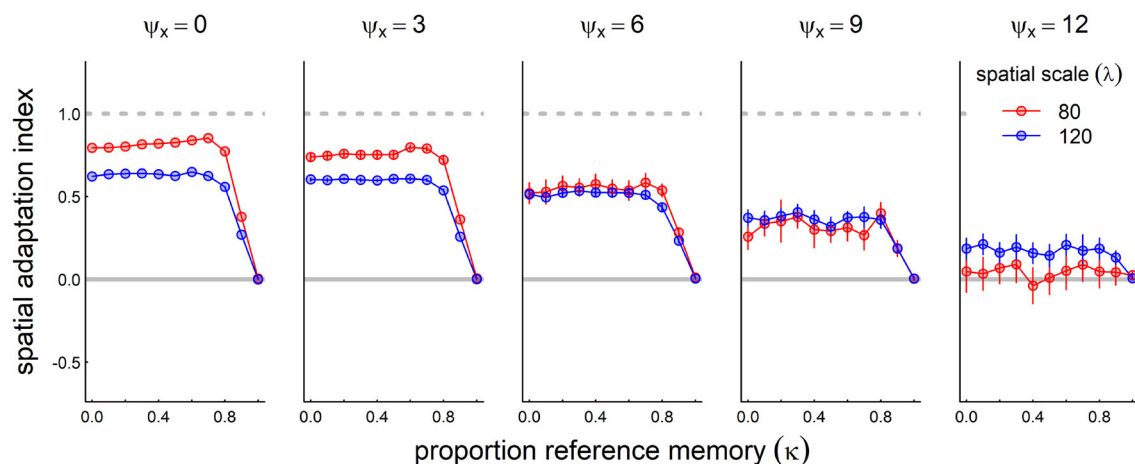 ψx = 0
ψx = 3
ψx = 6
ψx = 9
ψx = 12
spatial scale (λ)
80
120
spatial adaptation index
1.0
0.5
0.0
-0.5
0.0 0.4 0.8
0.0 0.4 0.8
0.0 0.4 0.8
0.0 0.4 0.8
0.0 0.4 0.8
proportion reference memory (κ)